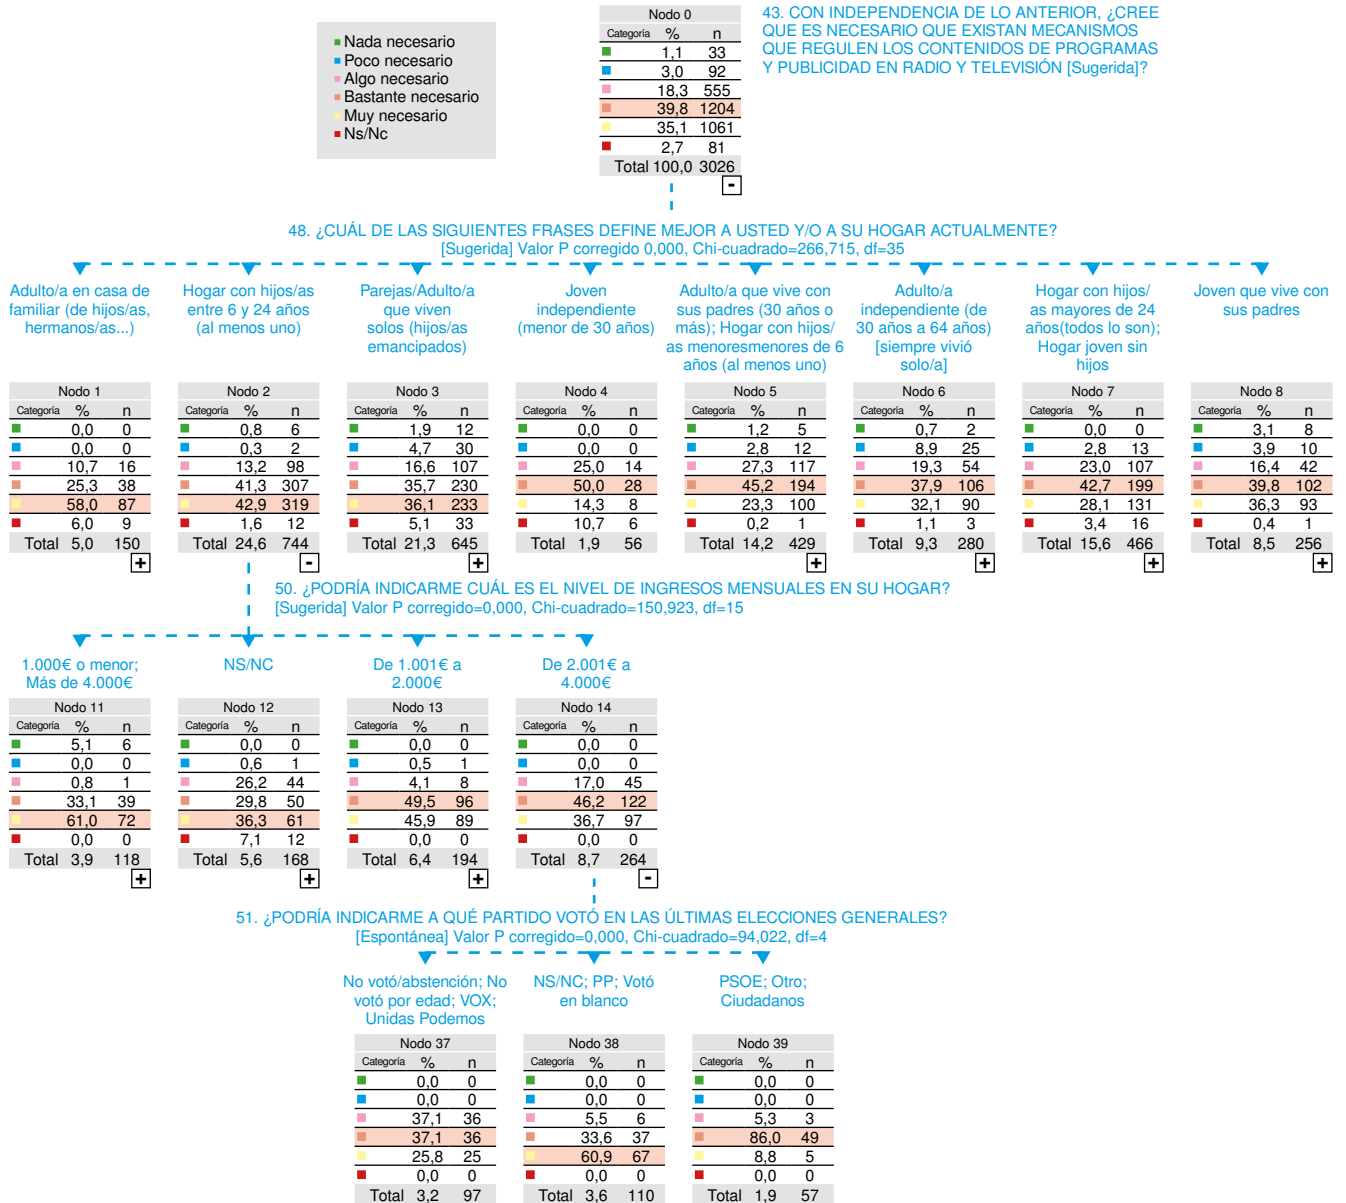 Nada necesario
Poco necesario
Algo necesario
Bastante necesario
Muy necesario
Ns/Nc
Nodo 0
Categoría % n
1,1 33
3,0 92
18,3 555
39,8 1204
35,1 1061
2,7 81
Total 100,0 3026
-
43. CON INDEPENDENCIA DE LO ANTERIOR, ¿CREE
QUE ES NECESARIO QUE EXISTAN MECANISMOS
QUE REGULEN LOS CONTENIDOS DE PROGRAMAS
Y PUBLICIDAD EN RADIO Y TELEVISIÓN [Sugerida]?
48. ¿CUÁL DE LAS SIGUIENTES FRASES DEFINE MEJOR A USTED Y/O A SU HOGAR ACTUALMENTE?
[Sugerida] Valor P corregido 0,000, Chi-cuadrado=266,715, df=35
Adulto/a en casa de
familiar (de hijos/as,
hermanos/as...)
Nodo 1
Categoría % n
0,0 0
0,0 0
10,7 16
25,3 38
58,0 87
6,0 9
Total 5,0 150
+
Hogar con hijos/as
entre 6 y 24 años
(al menos uno)
Nodo 2
Categoría % n
0,8 6
0,3 2
13,2 98
41,3 307
42,9 319
1,6 12
Total 24,6 744
-
Parejas/Adulto/a
que viven
solos (hijos/as
emancipados)
Nodo 3
Categoría % n
1,9 12
4,7 30
16,6 107
35,7 230
36,1 233
5,1 33
Total 21,3 645
+
Joven
independiente
(menor de 30 años)
Nodo 4
Categoría % n
0,0 0
0,0 0
25,0 14
50,0 28
14,3 8
10,7 6
Total 1,9 56
Adulto/a que vive con
sus padres (30 años o
más); Hogar con hijos/
as menoresmenores de 6
años (al menos uno)
Nodo 5
Categoría % n
1,2 5
2,8 12
27,3 117
45,2 194
23,3 100
0,2 1
Total 14,2 429
+
Adulto/a
independiente (de
30 años a 64 años)
[siempre vivió
solo/a]
Nodo 6
Categoría % n
0,7 2
8,9 25
19,3 54
37,9 106
32,1 90
1,1 3
Total 9,3 280
+
Hogar con hijos/
as mayores de 24
años(todos lo son);
Hogar joven sin
hijos
Nodo 7
Categoría % n
0,0 0
2,8 13
23,0 107
42,7 199
28,1 131
3,4 16
Total 15,6 466
+
Joven que vive con
sus padres
Nodo 8
Categoría % n
3,1 8
3,9 10
16,4 42
39,8 102
36,3 93
0,4 1
Total 8,5 256
+
50. ¿PODRÍA INDICARME CUÁL ES EL NIVEL DE INGRESOS MENSUALES EN SU HOGAR?
[Sugerida] Valor P corregido=0,000, Chi-cuadrado=150,923, df=15
1.000€ o menor;
Más de 4.000€
Nodo 11
Categoría % n
5,1 6
0,0 0
0,8 1
33,1 39
61,0 72
0,0 0
Total 3,9 118
+
NS/NC
Nodo 12
Categoría % n
0,0 0
0,6 1
26,2 44
29,8 50
36,3 61
7,1 12
Total 5,6 168
+
De 1.001€ a
2.000€
Nodo 13
Categoría % n
0,0 0
0,5 1
4,1 8
49,5 96
45,9 89
0,0 0
Total 6,4 194
+
De 2.001€ a
4.000€
Nodo 14
Categoría % n
0,0 0
0,0 0
17,0 45
46,2 122
36,7 97
0,0 0
Total 8,7 264
-
51. ¿PODRÍA INDICARME A QUÉ PARTIDO VOTÓ EN LAS ÚLTIMAS ELECCIONES GENERALES?
[Espontánea] Valor P corregido=0,000, Chi-cuadrado=94,022, df=4
No votó/abstención; No
votó por edad; VOX;
Unidas Podemos
Nodo 37
Categoría % n
0,0 0
0,0 0
37,1 36
37,1 36
25,8 25
0,0 0
Total 3,2 97
NS/NC; PP; Votó
en blanco
Nodo 38
Categoría % n
0,0 0
0,0 0
5,5 6
33,6 37
60,9 67
0,0 0
Total 3,6 110
PSOE; Otro;
Ciudadanos
Nodo 39
Categoría % n
0,0 0
0,0 0
5,3 3
86,0 49
8,8 5
0,0 0
Total 1,9 57